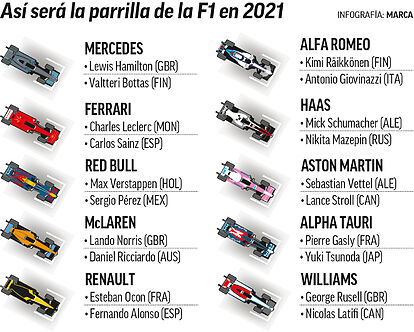 Así será la parrilla de la F1 en 2021
INFOGRAFÍA: MARCA
MERCEDES
• Lewis Hamilton (GBR)
• Valtteri Bottas (FIN)
FERRARI
• Charles Leclerc (MON)
• Carlos Sainz (ESP)
RED BULL
• Max Verstappen (HOL)
• Sergio Pérez (MEX)
McLAREN
• Lando Norris (GBR)
• Daniel Ricciardo (AUS)
RENAULT
• Esteban Ocon (FRA)
• Fernando Alonso (ESP)
ALFA ROMEO
• Kimi Räikkönen (FIN)
• Antonio Giovinazzi (ITA)
HAAS
• Mick Schumacher (ALE)
• Nikita Mazepin (RUS)
ASTON MARTIN
• Sebastian Vettel (ALE)
• Lance Stroll (CAN)
ALPHA TAURI
• Pierre Gasly (FRA)
• Yuki Tsunoda (JAP)
WILLIAMS
• George Rusell (GBR)
• Nicolas Latifi (CAN)